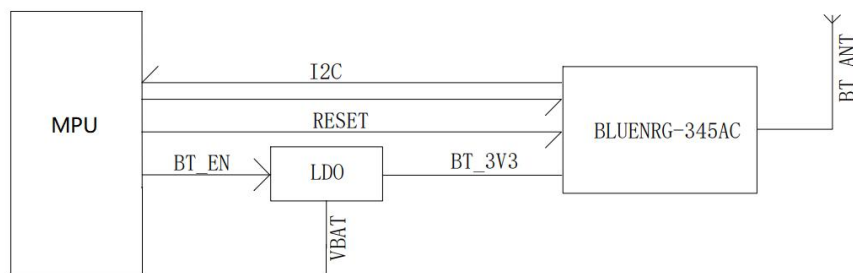 I2C
MPU
RESET
BLUENRG-345AC
BT_ANT
BT_EN
LDO
BT_3V3
VBAT